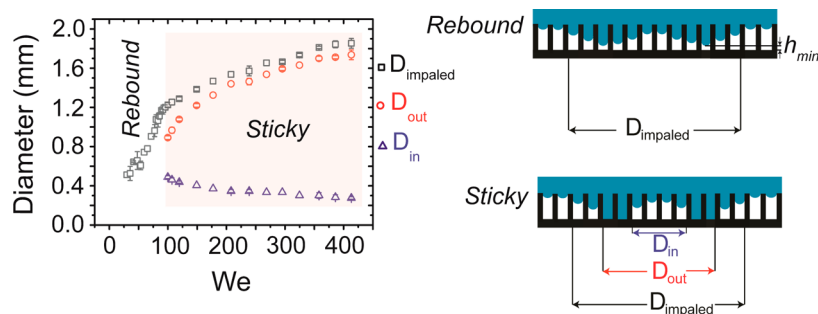 Diameter (mm)
2.0
1.6
1.2
0.8
0.4
0.0
Rebound
Sticky
0 100 200 300 400
We
D_impaled
D_out
D_in
Rebound
h_min
D_impaled
Sticky
D_in
D_out
D_impaled